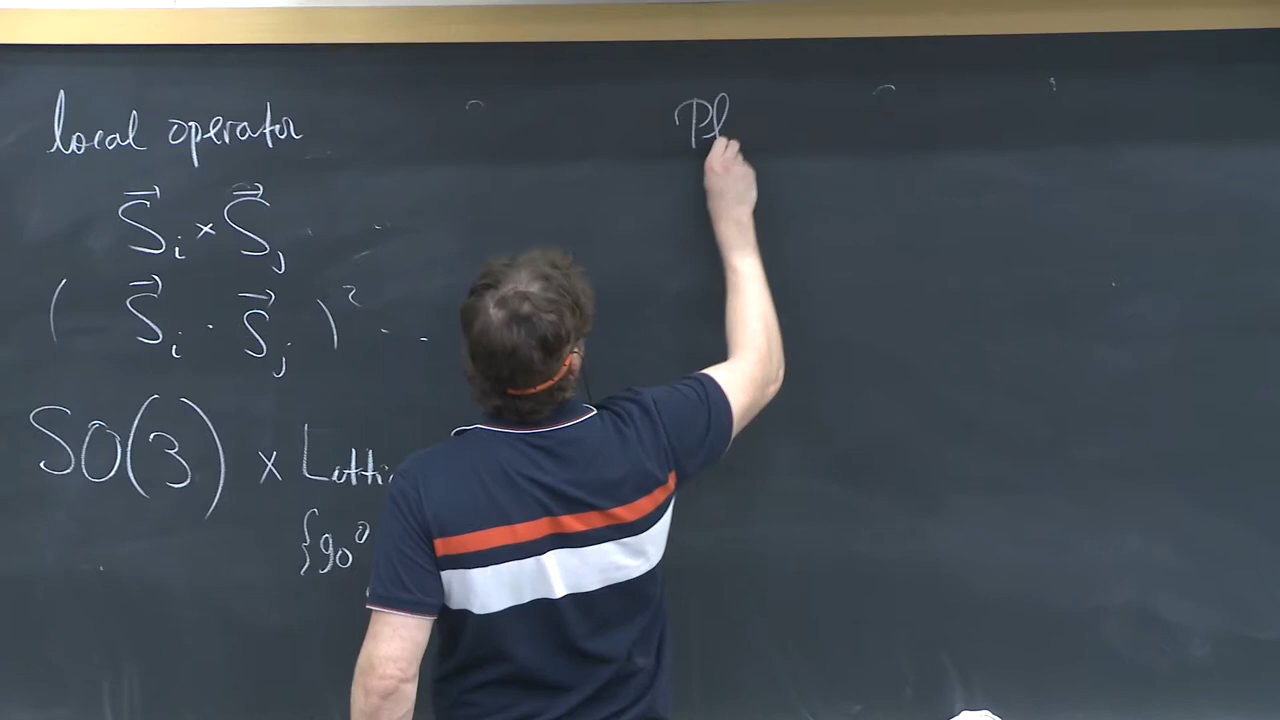 local operator
S⃗ᵢ × S⃗ⱼ ..
( S⃗ᵢ · S⃗ⱼ )² ...
SO(3) × Latti
{90°
Pl